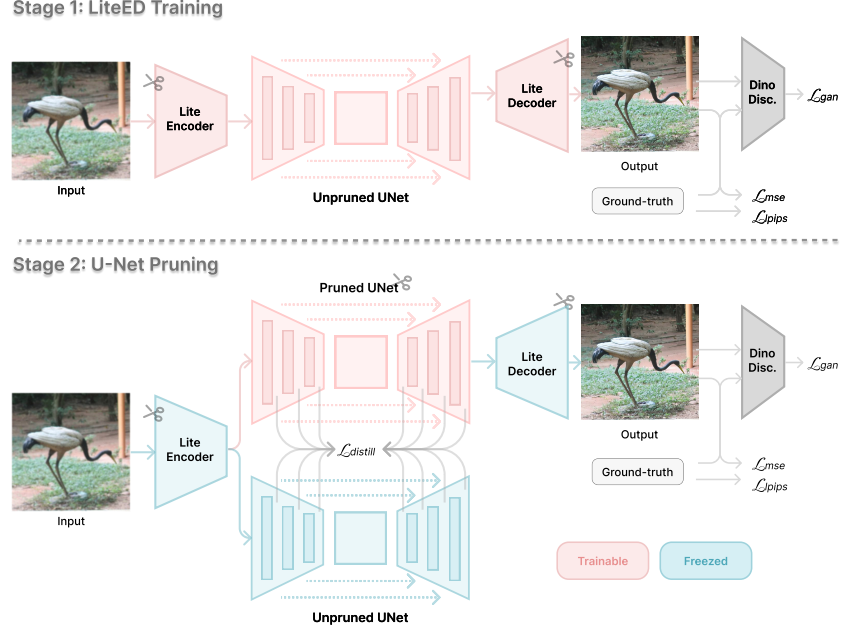 Stage 1: LiteED Training
Input
Lite
Encoder
Unpruned UNet
Lite
Decoder
Output
Dino
Disc.
ℒgan
Ground-truth
ℒmse
ℒlpips
Stage 2: U-Net Pruning
Pruned UNet
Input
Lite
Encoder
ℒdistill
Unpruned UNet
Lite
Decoder
Output
Dino
Disc.
ℒgan
Ground-truth
ℒmse
ℒlpips
Trainable
Freezed